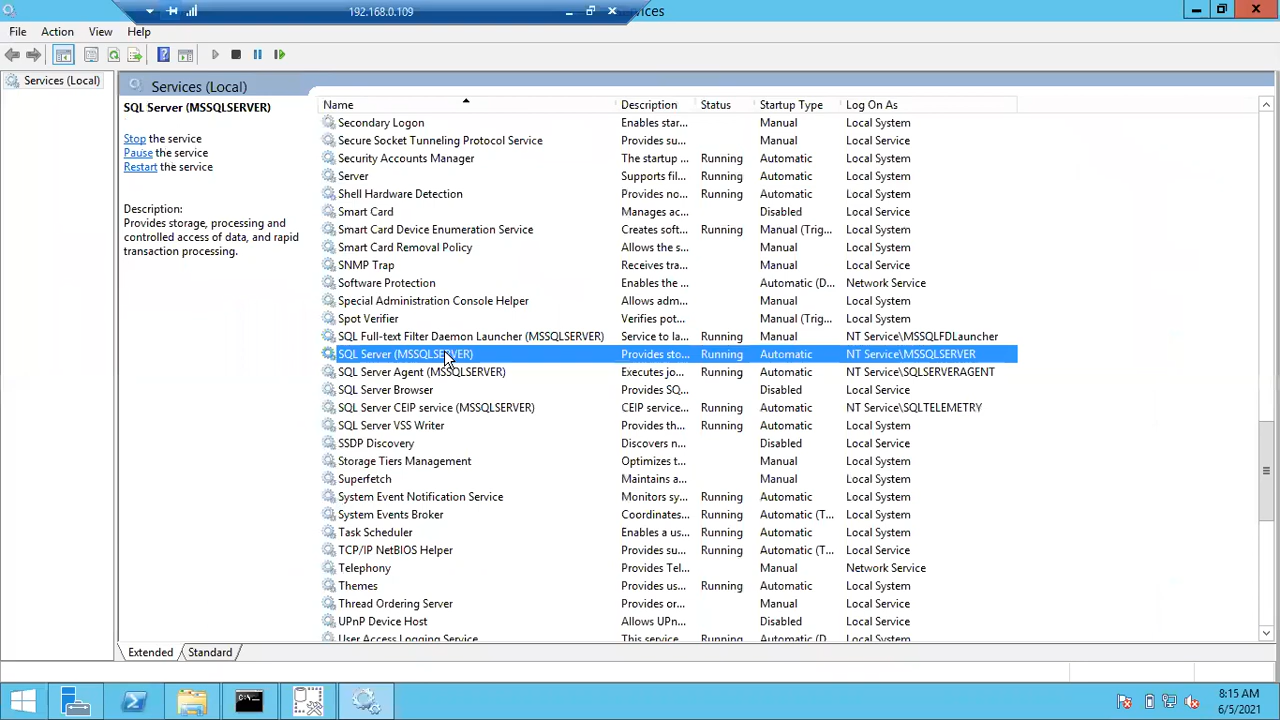 192.168.0.109
File Action View Help
Services (Local)
Services (Local)
SQL Server (MSSQLSERVER)
Stop the service
Pause the service
Restart the service
Description:
Provides storage, processing and
controlled access of data, and rapid
transaction processing.
Name Description Status Startup Type Log On As
Secondary Logon Enables star... Manual Local System
Secure Socket Tunneling Protocol Service Provides su... Manual Local Service
Security Accounts Manager The startup ... Running Automatic Local System
Server Supports fil... Running Automatic Local System
Shell Hardware Detection Provides no... Running Automatic Local System
Smart Card Manages ac... Disabled Local Service
Smart Card Device Enumeration Service Creates soft... Running Manual (Trig... Local System
Smart Card Removal Policy Allows the s... Manual Local System
SNMP Trap Receives tra... Manual Local Service
Software Protection Enables the ... Automatic (D... Network Service
Special Administration Console Helper Allows adm... Manual Local System
Spot Verifier Verifies pot... Manual (Trig... Local System
SQL Full-text Filter Daemon Launcher (MSSQLSERVER) Service to la... Running Manual NT Service\MSSQLFDLauncher
SQL Server (MSSQLSERVER) Provides sto... Running Automatic NT Service\MSSQLSERVER
SQL Server Agent (MSSQLSERVER) Executes jo... Running Automatic NT Service\SQLSERVERAGENT
SQL Server Browser Provides SQ... Disabled Local Service
SQL Server CEIP service (MSSQLSERVER) CEIP service... Running Automatic NT Service\SQLTELEMETRY
SQL Server VSS Writer Provides th... Running Automatic Local System
SSDP Discovery Discovers n... Disabled Local Service
Storage Tiers Management Optimizes t... Manual Local System
Superfetch Maintains a... Manual Local System
System Event Notification Service Monitors sy... Running Automatic Local System
System Events Broker Coordinates... Running Automatic (T... Local System
Task Scheduler Enables a us... Running Automatic Local System
TCP/IP NetBIOS Helper Provides su... Running Automatic (T... Local Service
Telephony Provides Tel... Manual Network Service
Themes Provides us... Running Automatic Local System
Thread Ordering Server Provides or... Manual Local Service
UPnP Device Host Allows UPn... Disabled Local Service
User Access Logging Service This service Running Automatic (D Local System
Extended Standard
8:15 AM
6/5/2021